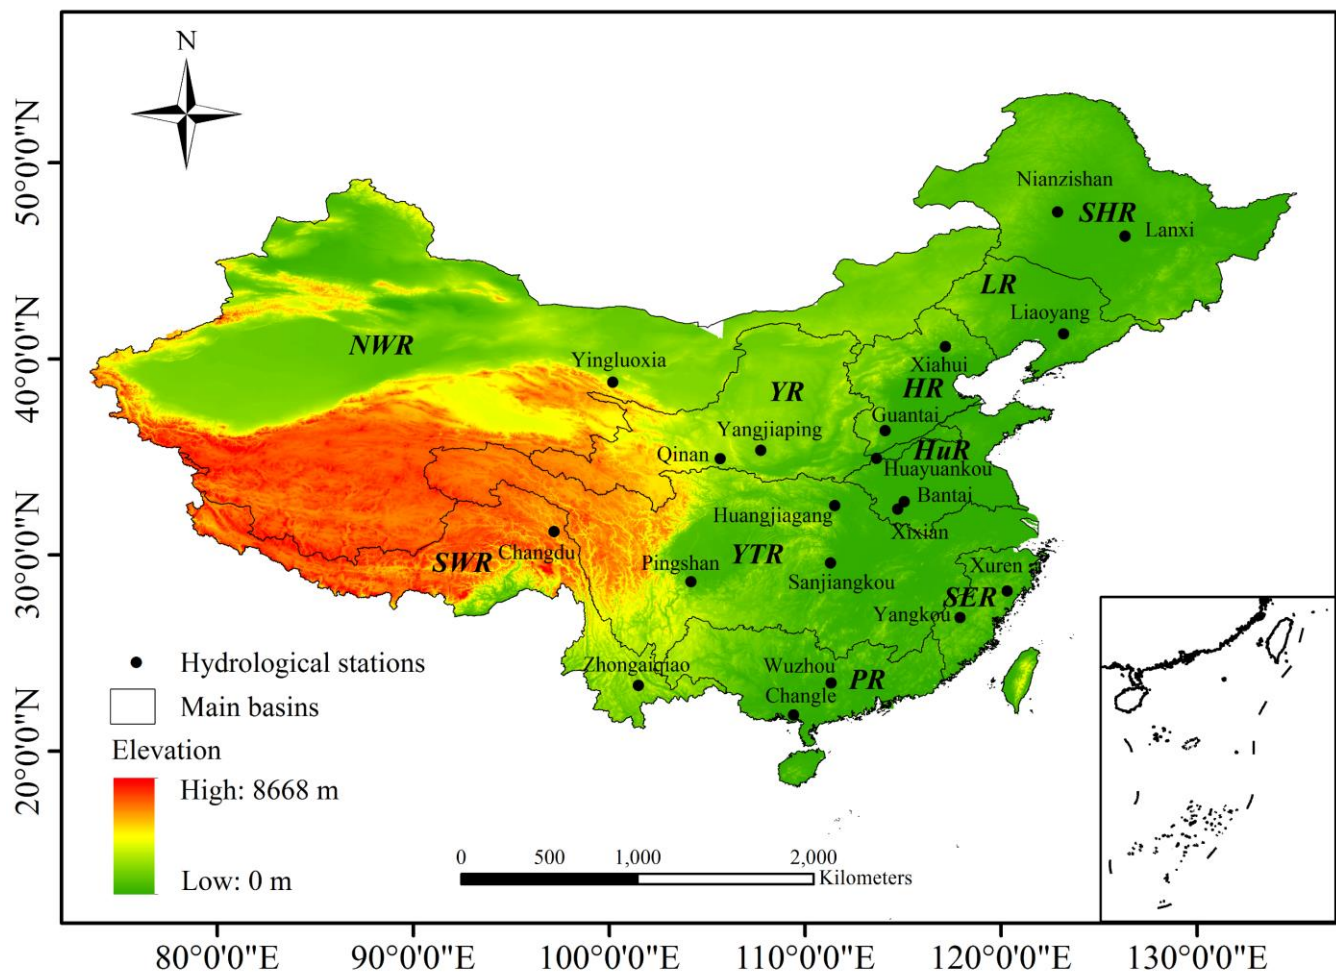 N
50°0'0"N
40°0'0"N
30°0'0"N
20°0'0"N
Nianzishan
SHR
Lanxi
LR
Liaoyang
NWR
Yingluoxia
Xiahui
HR
YR
Guantai
Yangjiaping
HuR
Qinan
Huayuankou
Bantai
Huangjiagang
Xixian
YTR
SWR
Changdu
Pingshan
Xuren
Sanjiangkou
SER
Yangkou
Zhongaiqiao
Wuzhou
PR
Changle
Hydrological stations
Main basins
Elevation
High: 8668 m
Low: 0 m
0 500 1,000 2,000
Kilometers
80°0'0"E 90°0'0"E 100°0'0"E 110°0'0"E 120°0'0"E 130°0'0"E